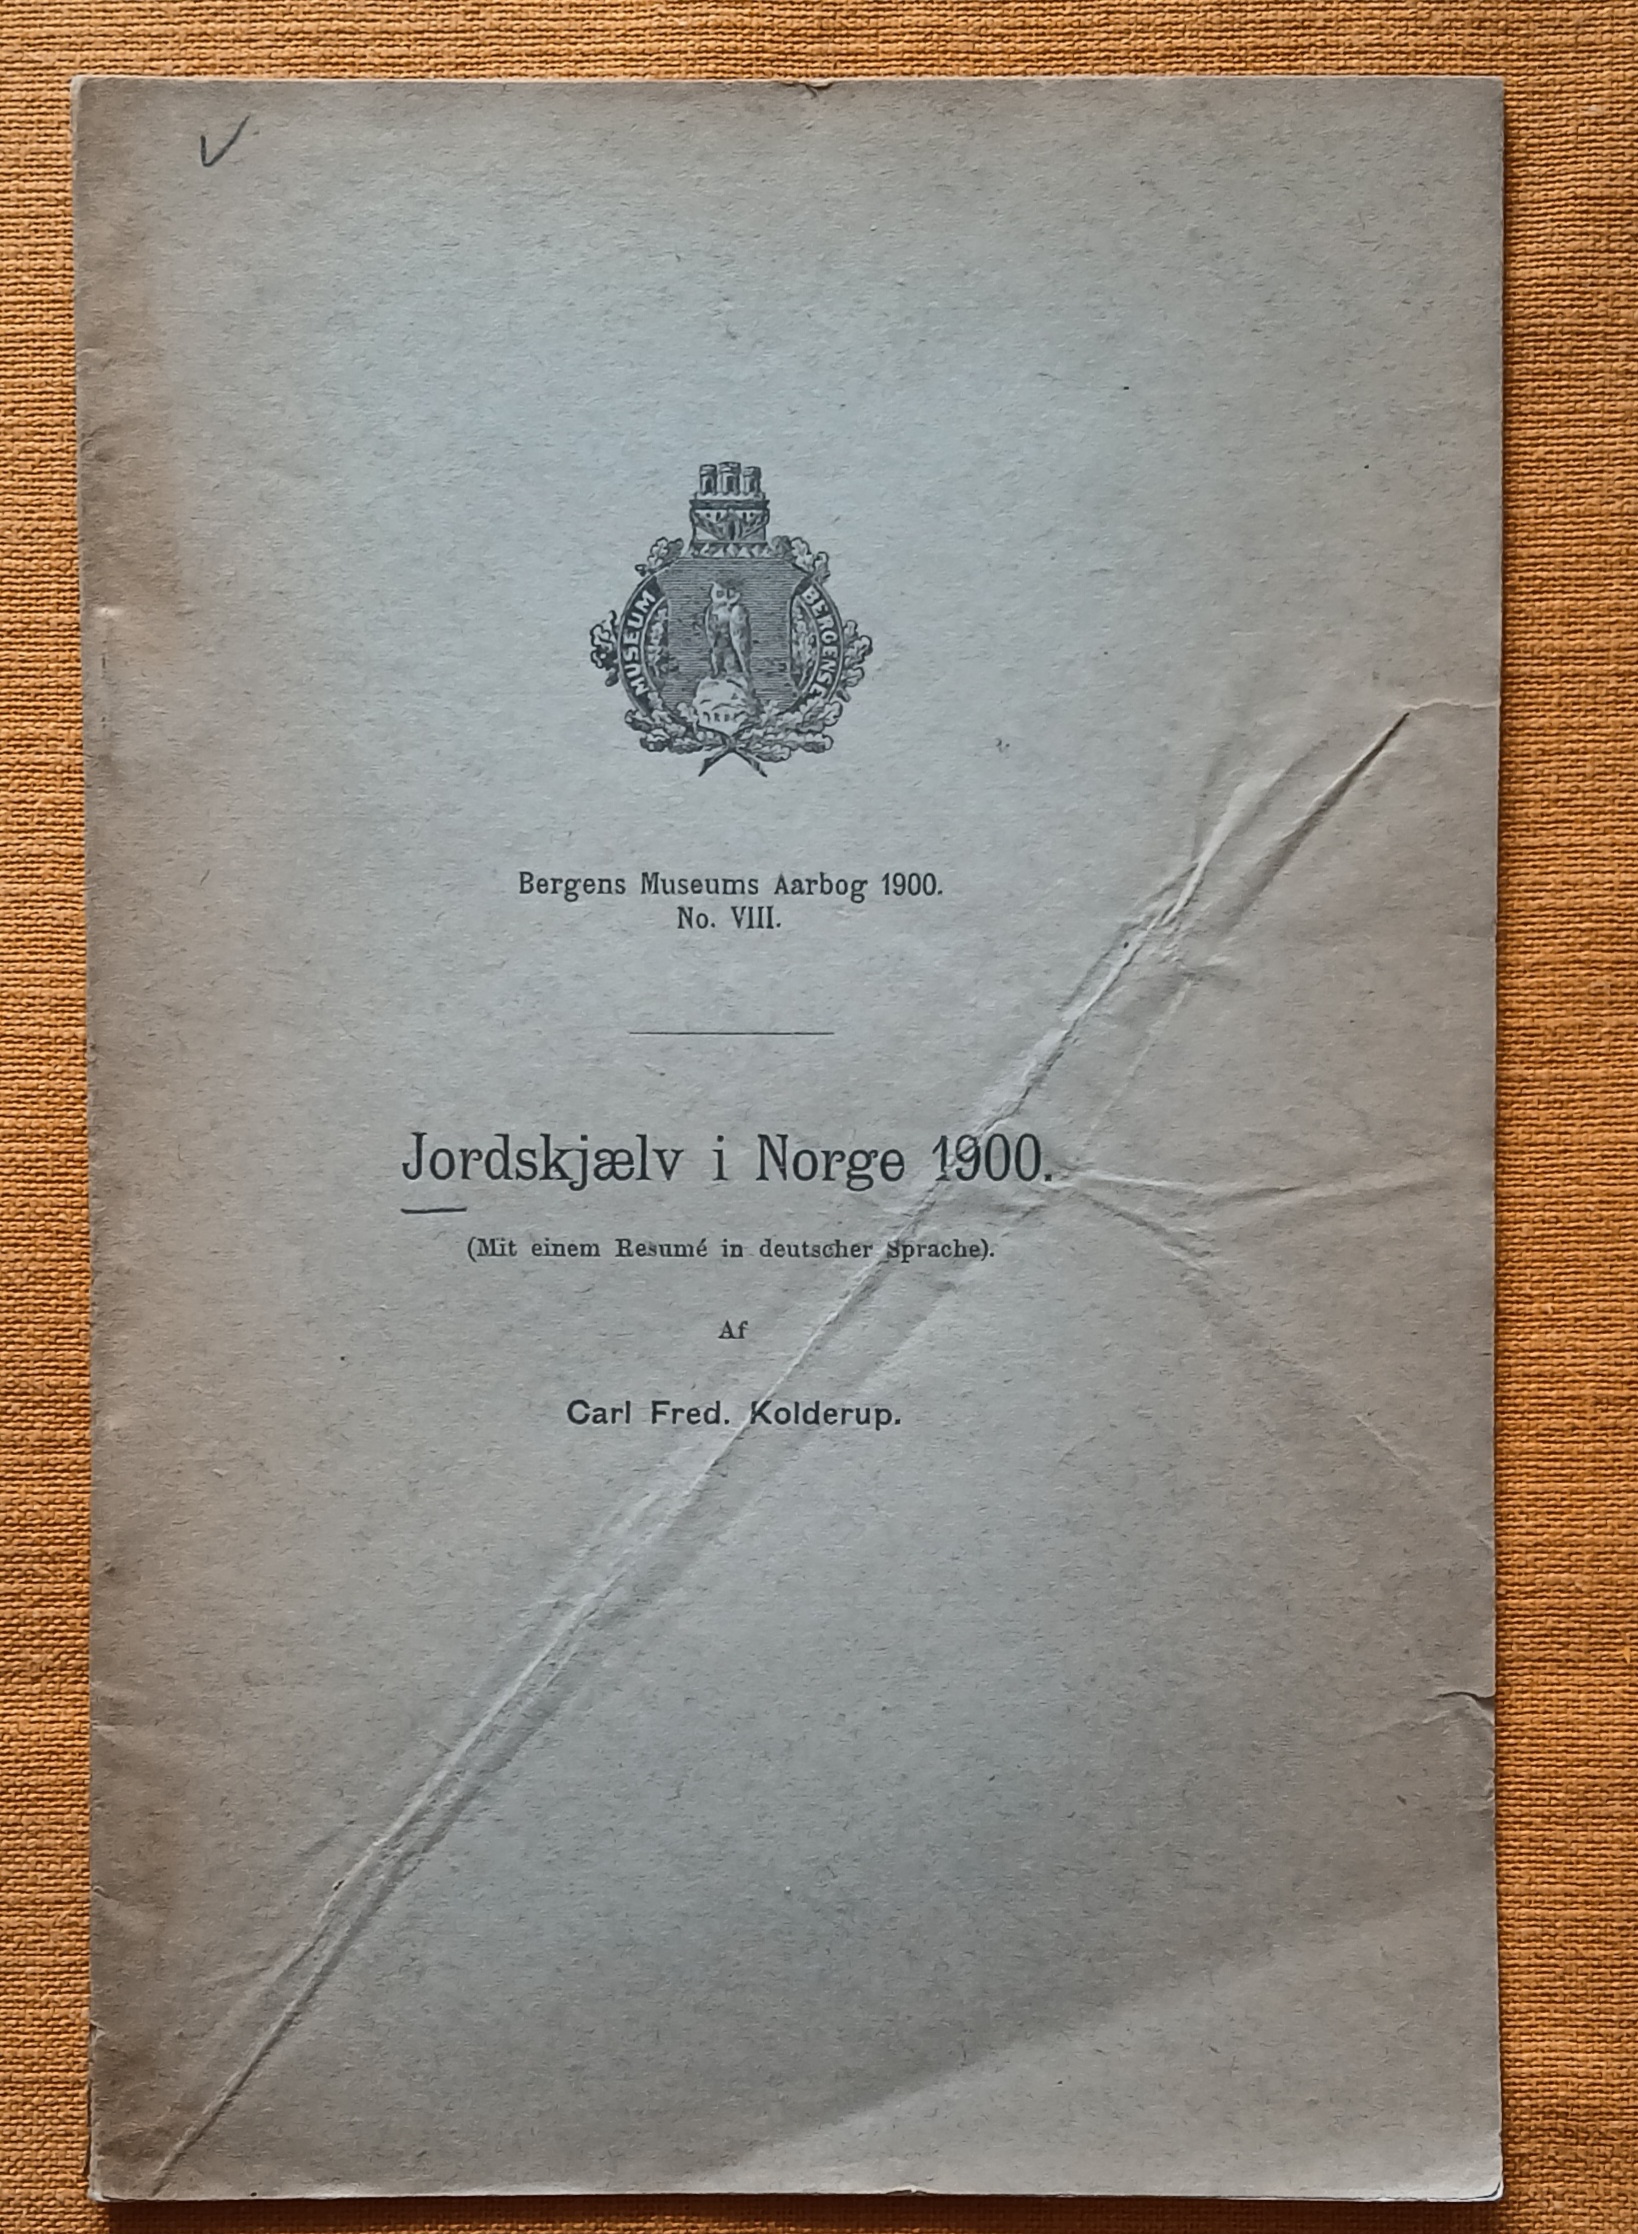 MUSEUM BERGENSE
Bergens Museums Aarbog 1900.
No. VIII.
Jordskjælv i Norge 1900.
(Mit einem Resumé in deutscher Sprache).
Af
Carl Fred. Kolderup.